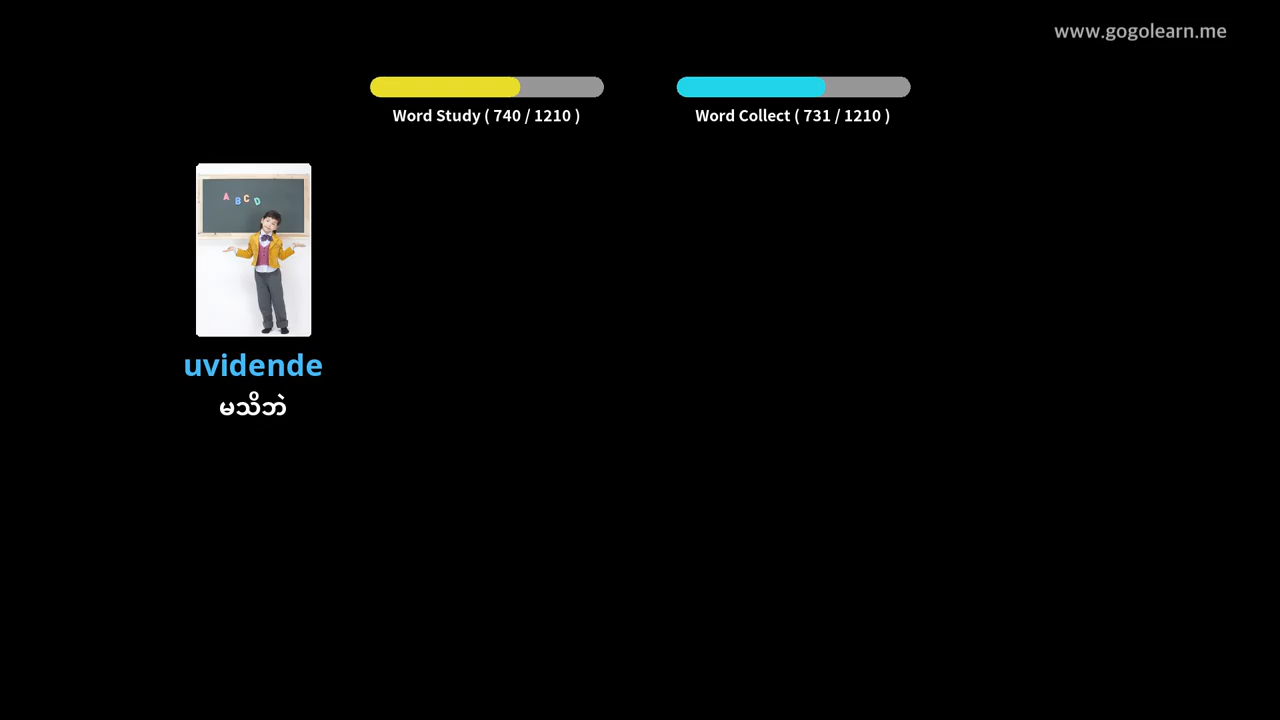 www.gogolearn.me
Word Study ( 740 / 1210 )
Word Collect ( 731 / 1210 )
A B C D
uvidende
မသိဘဲ